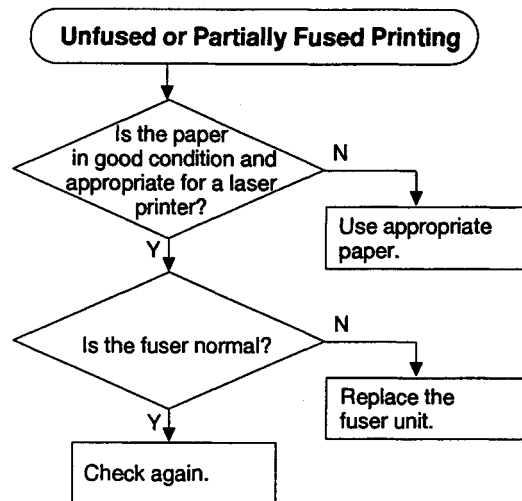 Unfused or Partially Fused Printing
Is the paper
in good condition and
appropriate for a laser
printer?
N
Use appropriate
paper.
Y
Is the fuser normal?
N
Replace the
fuser unit.
Y
Check again.